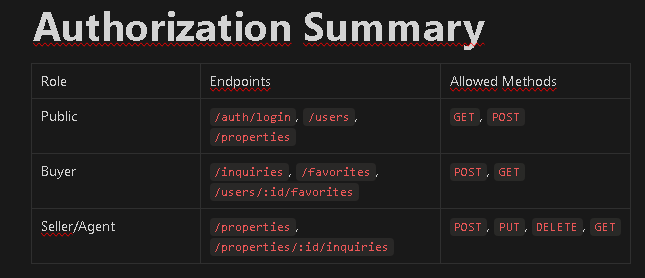 Authorization Summary
Role Endpoints Allowed Methods
Public /auth/login, /users, GET, POST
/properties
Buyer /inquiries, /favorites, POST, GET
/users/:id/favorites
Seller/Agent /properties, POST, PUT, DELETE, GET
/properties/:id/inquiries